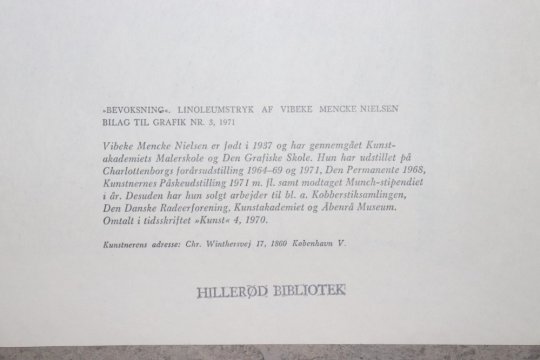 »BEVOKSNING«. LINOLEUMSTRYK AF VIBEKE MENCKE NIELSEN
BILAG TIL GRAFIK NR. 3, 1971
Vibeke Mencke Nielsen er født i 1937 og har gennemgået Kunst-
akademiets Malerskole og Den Grafiske Skole. Hun har udstillet på
Charlottenborgs forårsudstilling 1964-69 og 1971, Den Permanente 1968,
Kunstnernes Påskeudstilling 1971 m. fl. samt modtaget Munch-stipendiet
i år. Desuden har hun solgt arbejder til bl. a. Kobberstiksamlingen,
Den Danske Radeerforening, Kunstakademiet og Åbenrå Museum.
Omtalt i tidsskriftet »Kunst« 4, 1970.
Kunstnerens adresse: Chr. Winthersvej 17, 1860 København V.
HILLERØD BIBLIOTEK